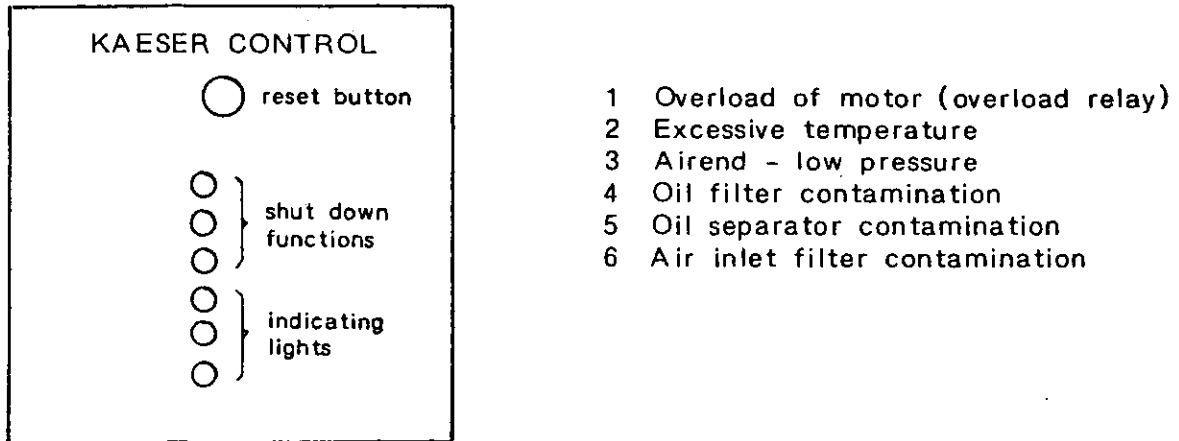 KAESER CONTROL
reset button
shut down
functions
indicating
lights
1 Overload of motor (overload relay)
2 Excessive temperature
3 Airend - low pressure
4 Oil filter contamination
5 Oil separator contamination
6 Air inlet filter contamination